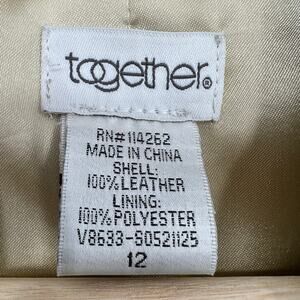 together®
RN#114262
MADE IN CHINA
SHELL:
100%LEATHER
LINING:
100%POLYESTER
V8633-S0521125
12